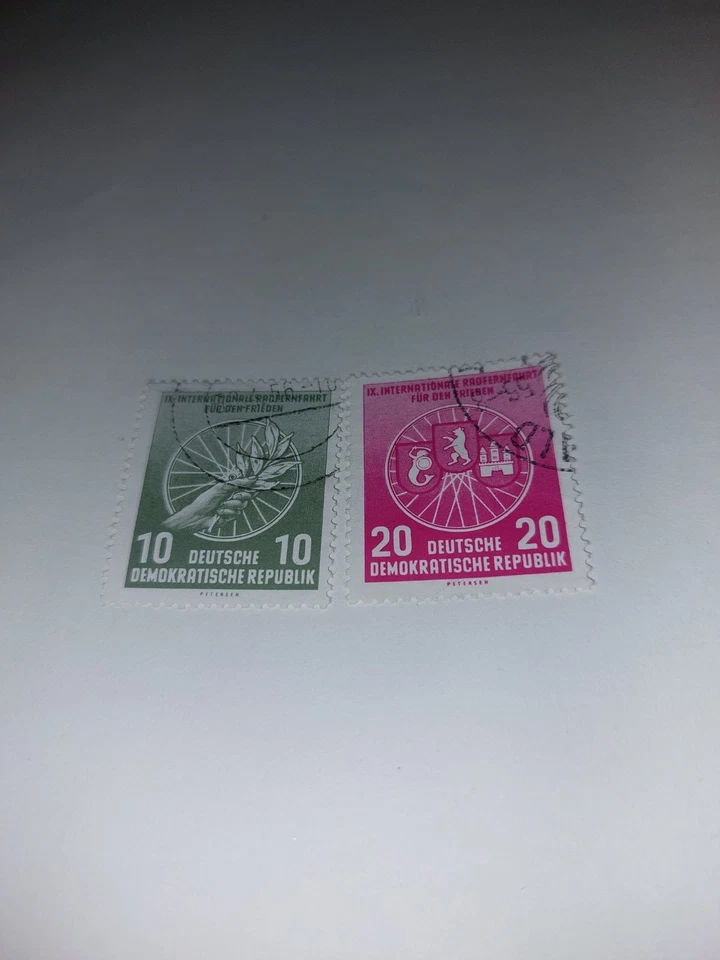 IX. INTERNATIONALE RADFERNFAHRT
FÜR DEN FRIEDEN
10 10
DEUTSCHE
DEMOKRATISCHE REPUBLIK
PETERSEN
IX. INTERNATIONALE RADFERNFAHRT
FÜR DEN FRIEDEN
20 20
DEUTSCHE
DEMOKRATISCHE REPUBLIK
PETERSEN